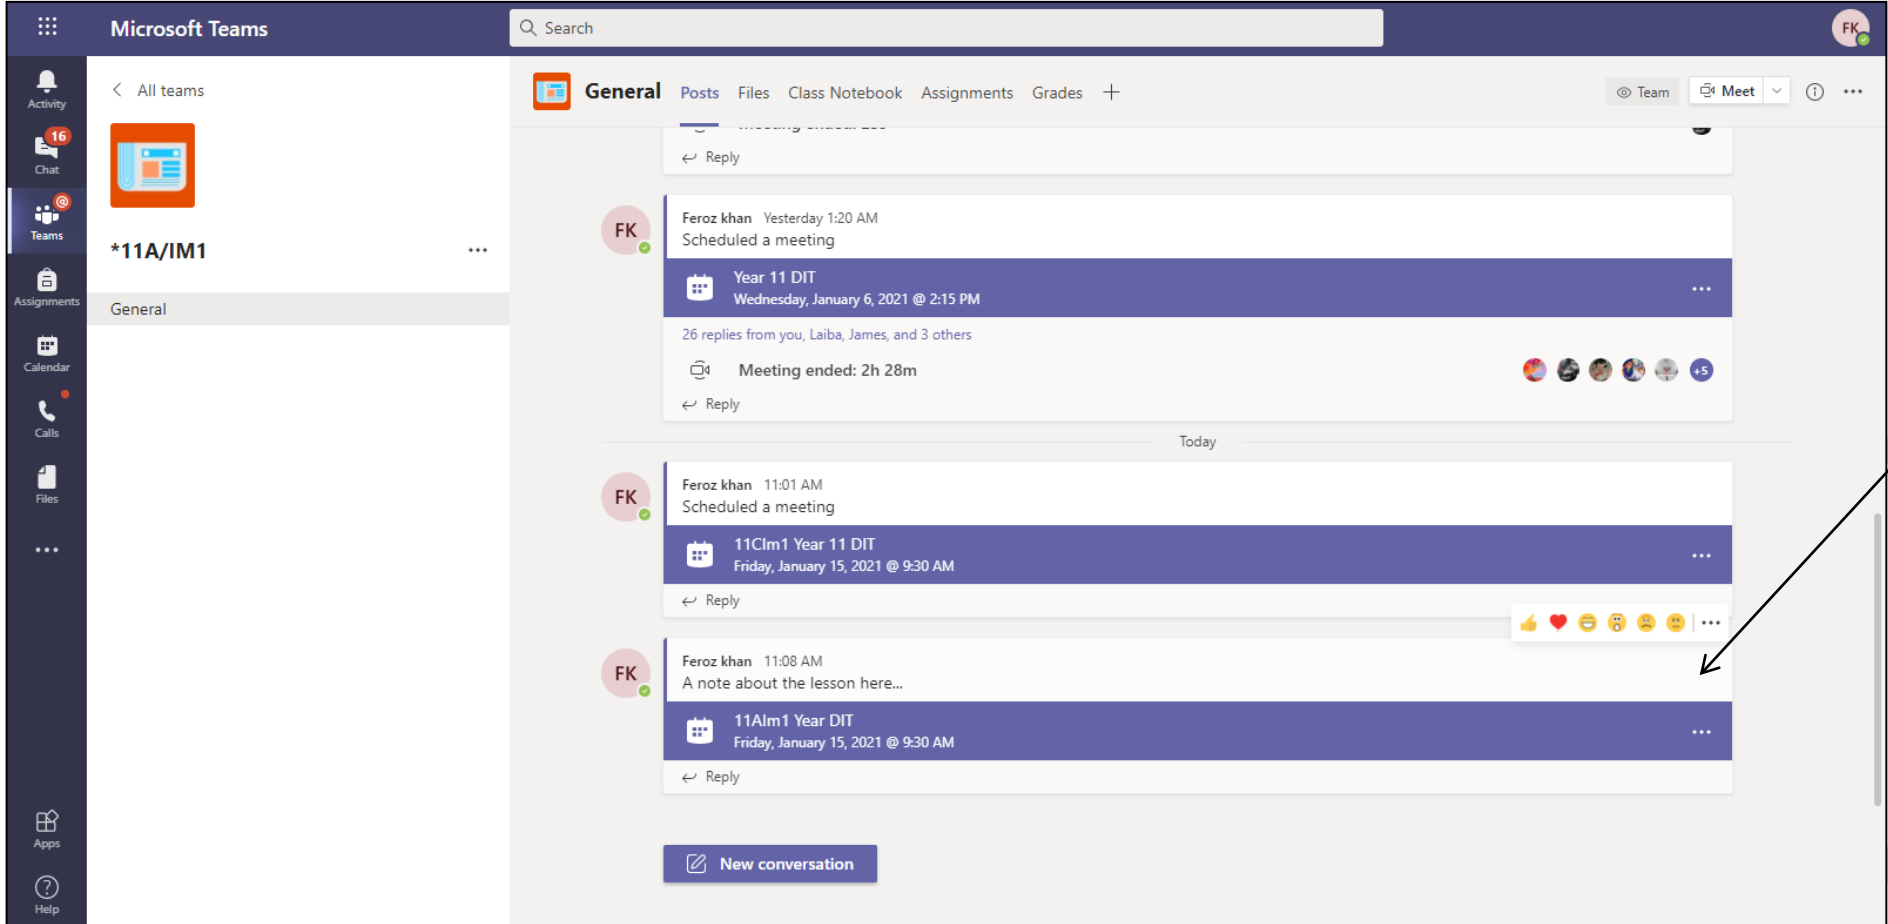 Microsoft Teams
Search
FK
Activity
16
Chat
@
Teams
Assignments
Calendar
Calls
Files
Apps
Help
All teams
*11A/IM1
General
General Posts Files Class Notebook Assignments Grades
Team
Meet
Reply
FK
Feroz khan Yesterday 1:20 AM
Scheduled a meeting
Year 11 DIT
Wednesday, January 6, 2021 @ 2:15 PM
26 replies from you, Laiba, James, and 3 others
Meeting ended: 2h 28m
+5
Reply
Today
FK
Feroz khan 11:01 AM
Scheduled a meeting
11CIm1 Year 11 DIT
Friday, January 15, 2021 @ 9:30 AM
Reply
FK
Feroz khan 11:08 AM
A note about the lesson here...
11AIm1 Year DIT
Friday, January 15, 2021 @ 9:30 AM
Reply
New conversation